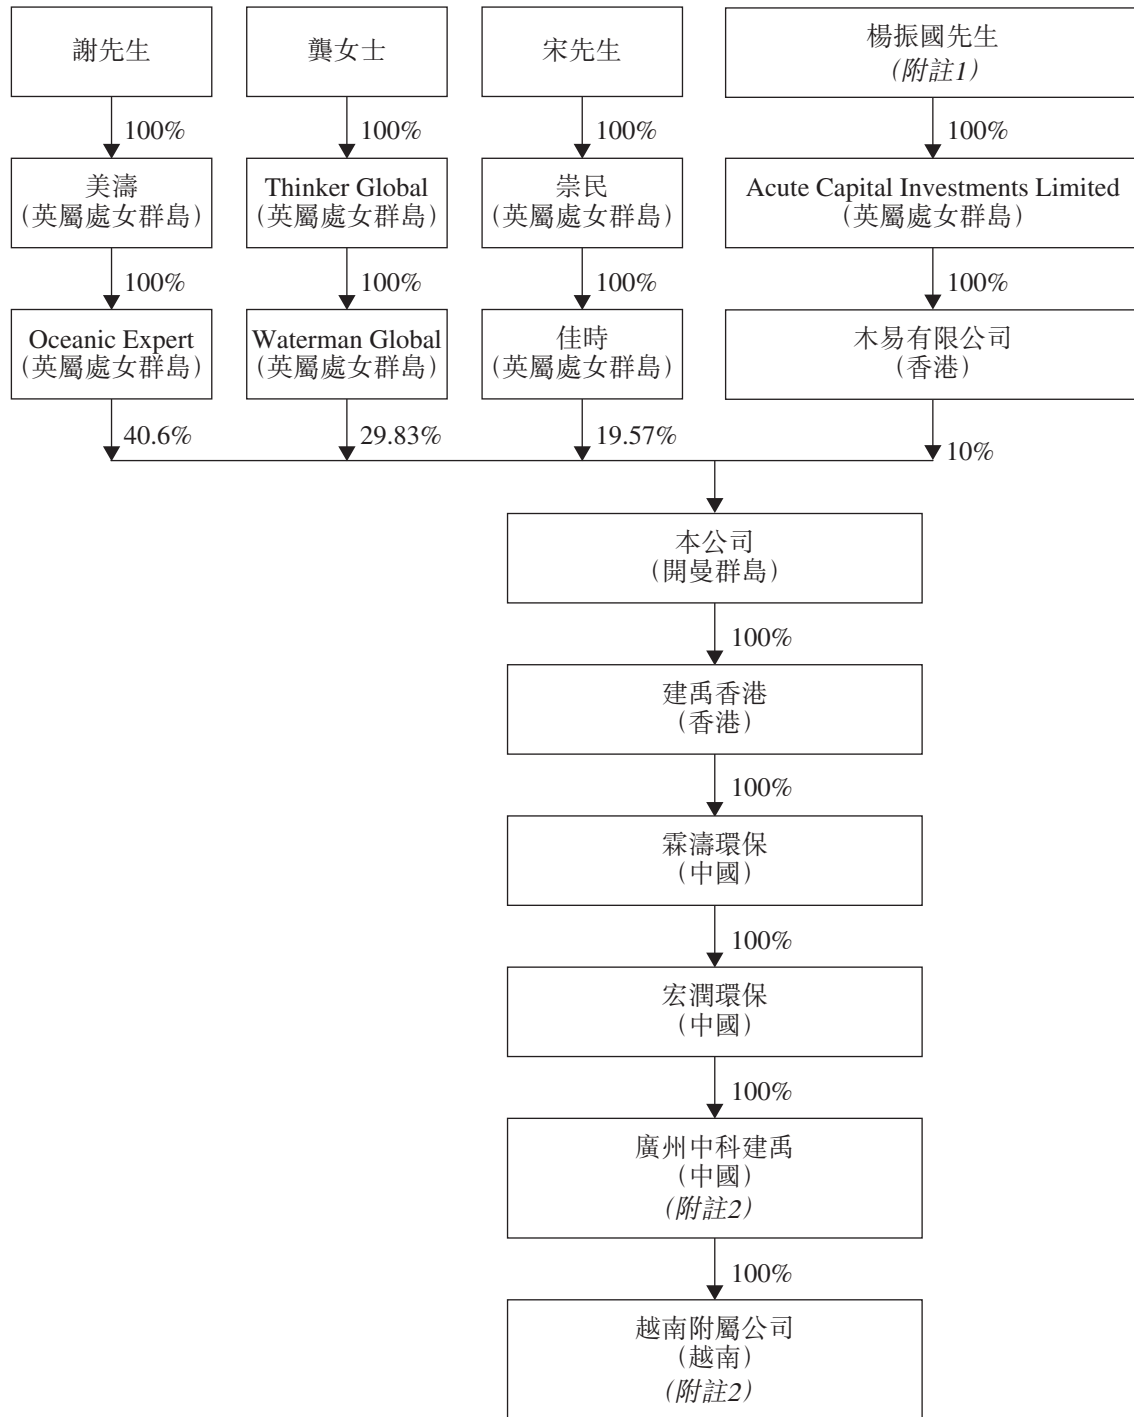 謝先生
龔女士
宋先生
楊振國先生
(附註1)
100%
100%
100%
100%
美濤
(英屬處女群島)
Thinker Global
(英屬處女群島)
崇民
(英屬處女群島)
Acute Capital Investments Limited
(英屬處女群島)
100%
100%
100%
100%
Oceanic Expert
(英屬處女群島)
Waterman Global
(英屬處女群島)
佳時
(英屬處女群島)
木易有限公司
(香港)
40.6%
29.83%
19.57%
10%
本公司
(開曼群島)
100%
建禹香港
(香港)
100%
霖濤環保
(中國)
100%
宏潤環保
(中國)
100%
廣州中科建禹
(中國)
(附註2)
100%
越南附屬公司
(越南)
(附註2)